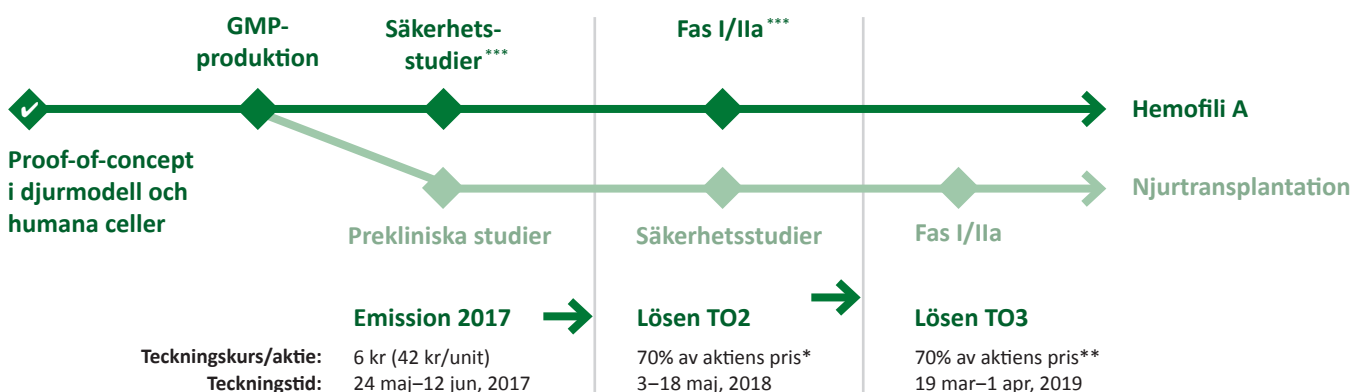 GMP-
produktion
Säkerhets-
studier***
Fas I/IIa***
Hemofili A
Proof-of-concept
i djurmodell och
humana celler
Njurtransplantation
Prekliniska studier
Säkerhetsstudier
Fas I/IIa
Emission 2017
Lösen TO2
Lösen TO3
Teckningskurs/aktie: 6 kr (42 kr/unit) 70% av aktiens pris* 70% av aktiens pris**
Teckningstid: 24 maj–12 jun, 2017 3–18 maj, 2018 19 mar–1 apr, 2019